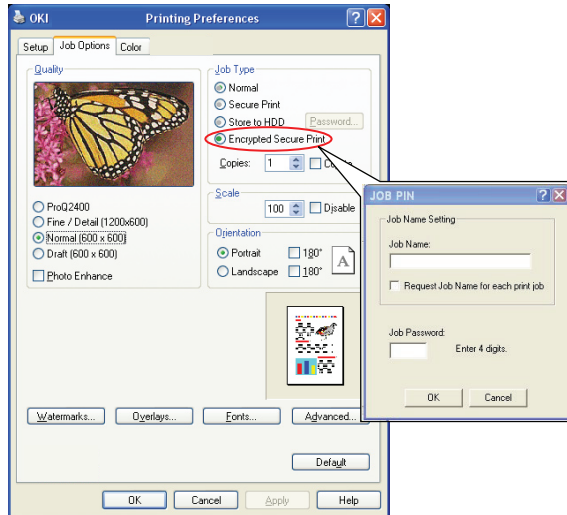 OKI Printing Preferences
Setup Job Options Color
Quality
ProQ2400
Fine / Detail (1200x600)
Normal (600 x 600)
Draft (600 x 600)
Photo Enhance
Job Type
Normal
Secure Print
Store to HDD Password...
Encrypted Secure Print
Copies: 1
Scale
100 Disable
Orientation
Portrait 180°
Landscape 180°
A
Watermarks... Overlays... Fonts... Advanced...
Default
OK Cancel Apply Help
JOB PIN
Job Name Setting
Job Name:
Request Job Name for each print job
Job Password:
Enter 4 digits.
OK Cancel